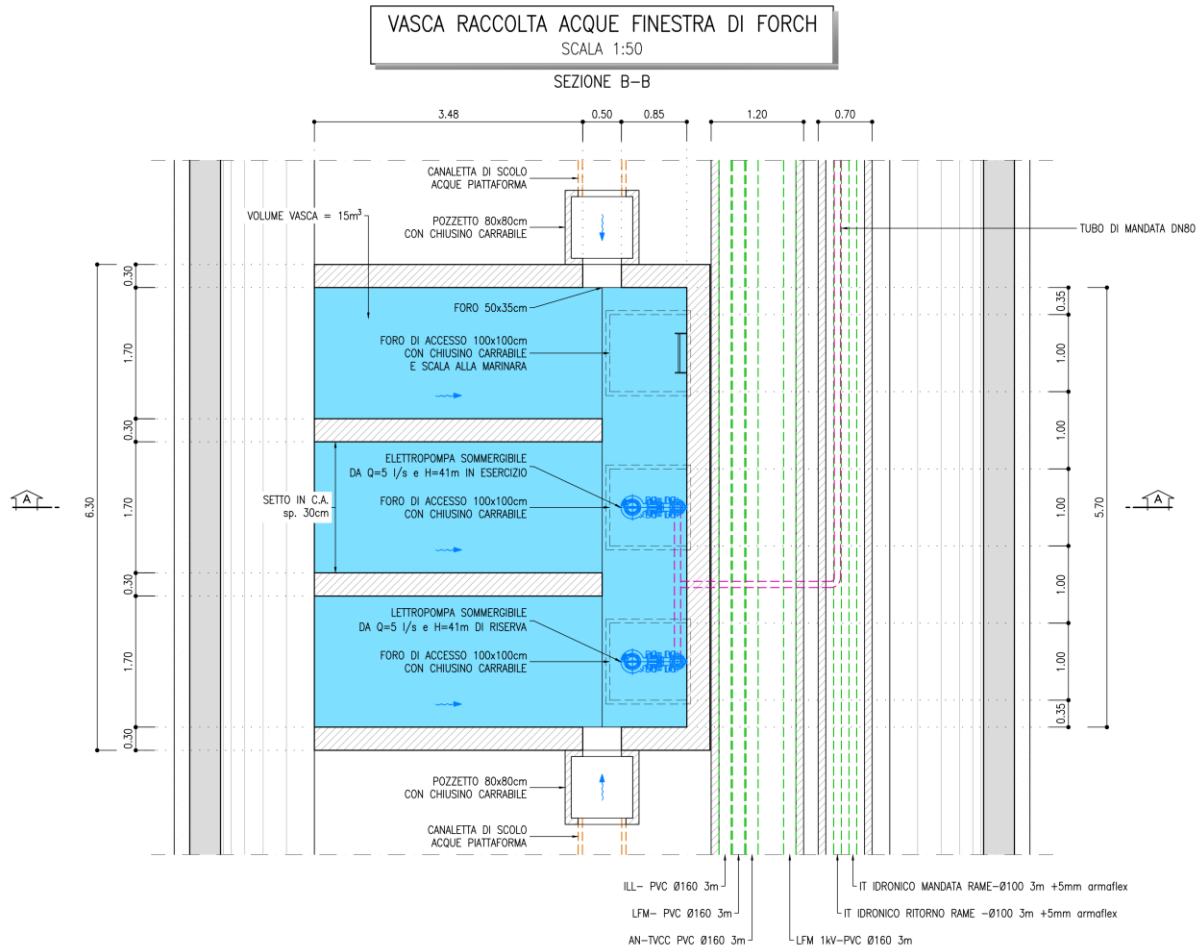 VASCA RACCOLTA ACQUE FINESTRA DI FORCH
SCALA 1:50
SEZIONE B-B
3.48
0.50
0.85
1.20
0.70
CANALETTA DI SCOLO
ACQUE PIATTAFORMA
VOLUME VASCA = 15m³
POZZETTO 80x80cm
CON CHIUSINO CARRABILE
TUBO DI MANDATA DN80
0.30
1.70
0.30
1.70
0.30
1.70
0.30
6.30
FORO 50x35cm
FORO DI ACCESSO 100x100cm
CON CHIUSINO CARRABILE
E SCALA ALLA MARINARA
ELETTROPOMPA SOMMERGIBILE
DA Q=5 l/s e H=41m IN ESERCIZIO
SETTO IN C.A.
sp. 30cm
FORO DI ACCESSO 100x100cm
CON CHIUSINO CARRABILE
A
A
LETTROPOMPA SOMMERGIBILE
DA Q=5 l/s e H=41m DI RISERVA
FORO DI ACCESSO 100x100cm
CON CHIUSINO CARRABILE
0.35
1.00
1.00
1.00
1.00
1.00
0.35
5.70
POZZETTO 80x80cm
CON CHIUSINO CARRABILE
CANALETTA DI SCOLO
ACQUE PIATTAFORMA
ILL- PVC Ø160 3m
IT IDRONICO MANDATA RAME-Ø100 3m +5mm armaflex
LFM- PVC Ø160 3m
IT IDRONICO RITORNO RAME -Ø100 3m +5mm armaflex
AN-TVCC PVC Ø160 3m
LFM 1kV-PVC Ø160 3m